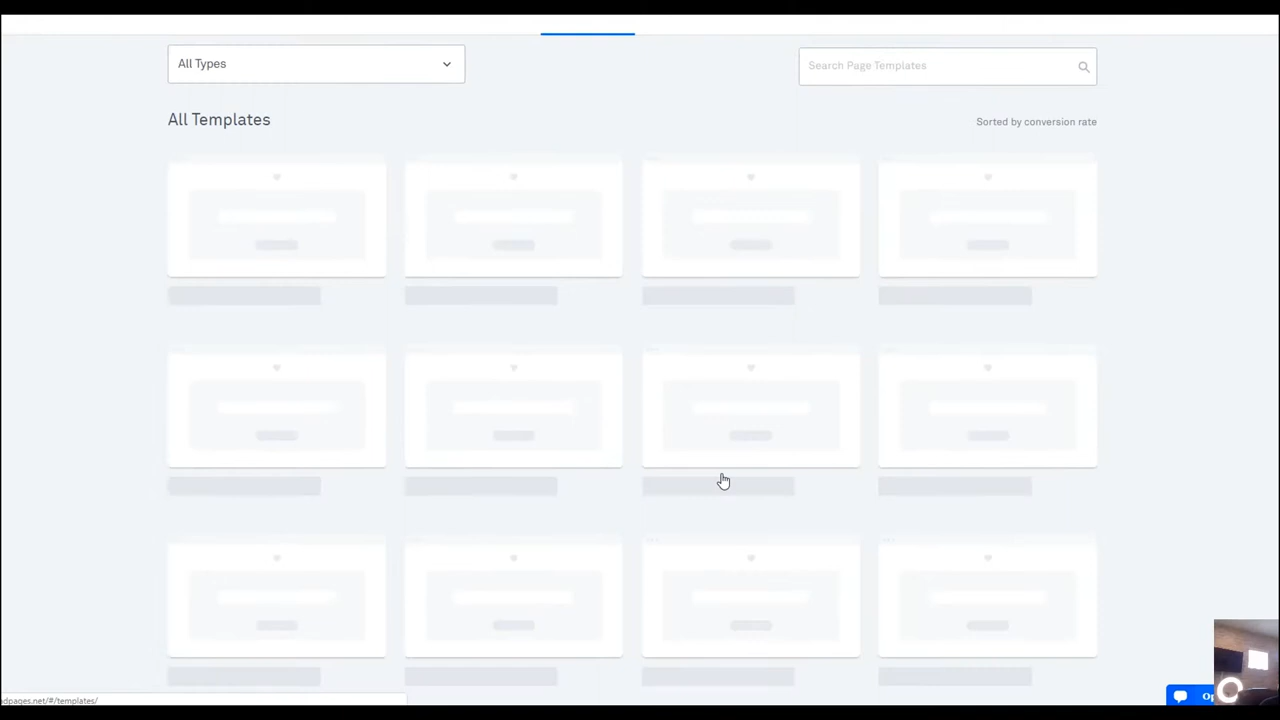 All Types
Search Page Templates
All Templates
Sorted by conversion rate
dpages.net/#/templates/